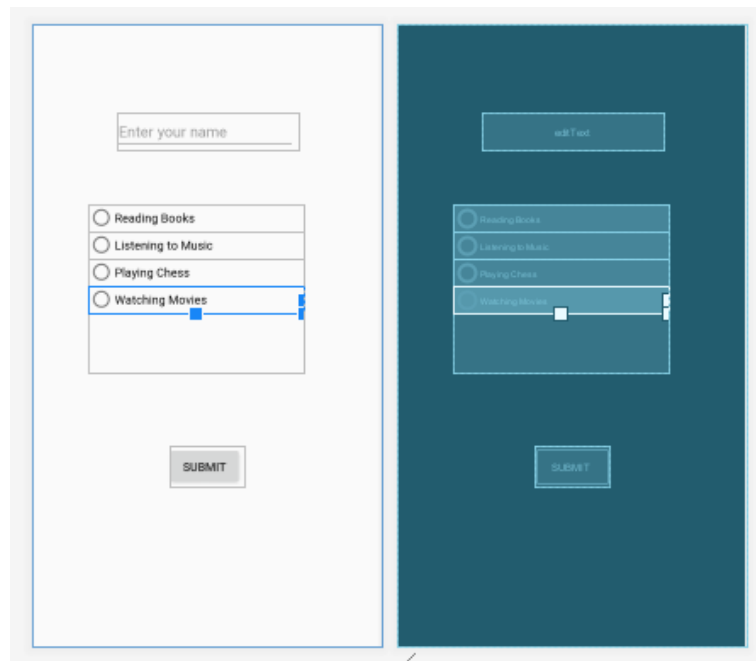 Enter your name
Reading Books
Listening to Music
Playing Chess
Watching Movies
SUBMIT
editText
Reading Books
Listening to Music
Playing Chess
Watching Movies
SUBMIT